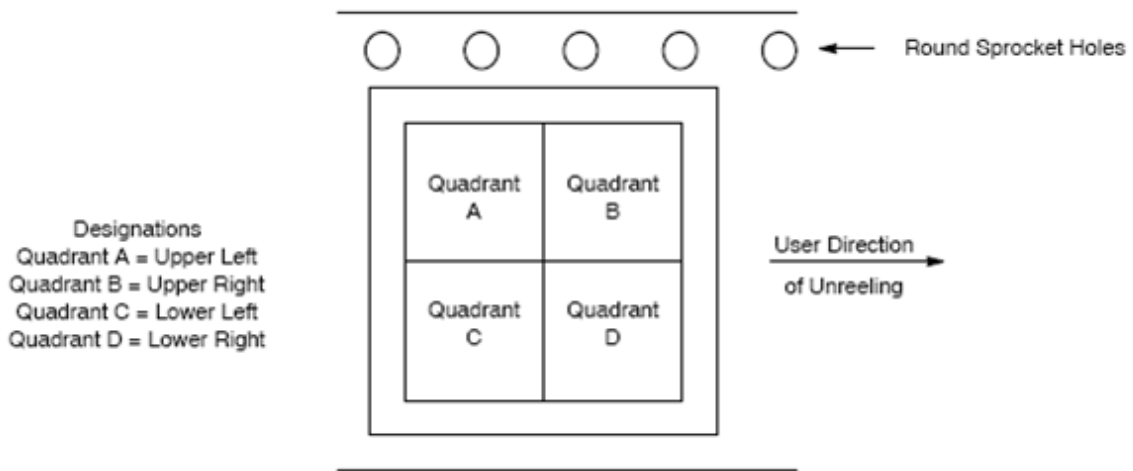 Round Sprocket Holes
Quadrant
A
Quadrant
B
Designations
Quadrant A = Upper Left
Quadrant B = Upper Right
Quadrant C = Lower Left
Quadrant D = Lower Right
User Direction
of Unreeling
Quadrant
C
Quadrant
D